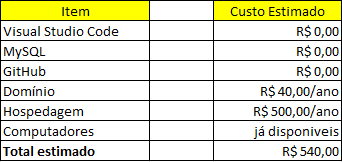 Item Custo Estimado
Visual Studio Code R$ 0,00
MySQL R$ 0,00
GitHub R$ 0,00
Domínio R$ 40,00/ano
Hospedagem R$ 500,00/ano
Computadores já disponiveis
Total estimado R$ 540,00